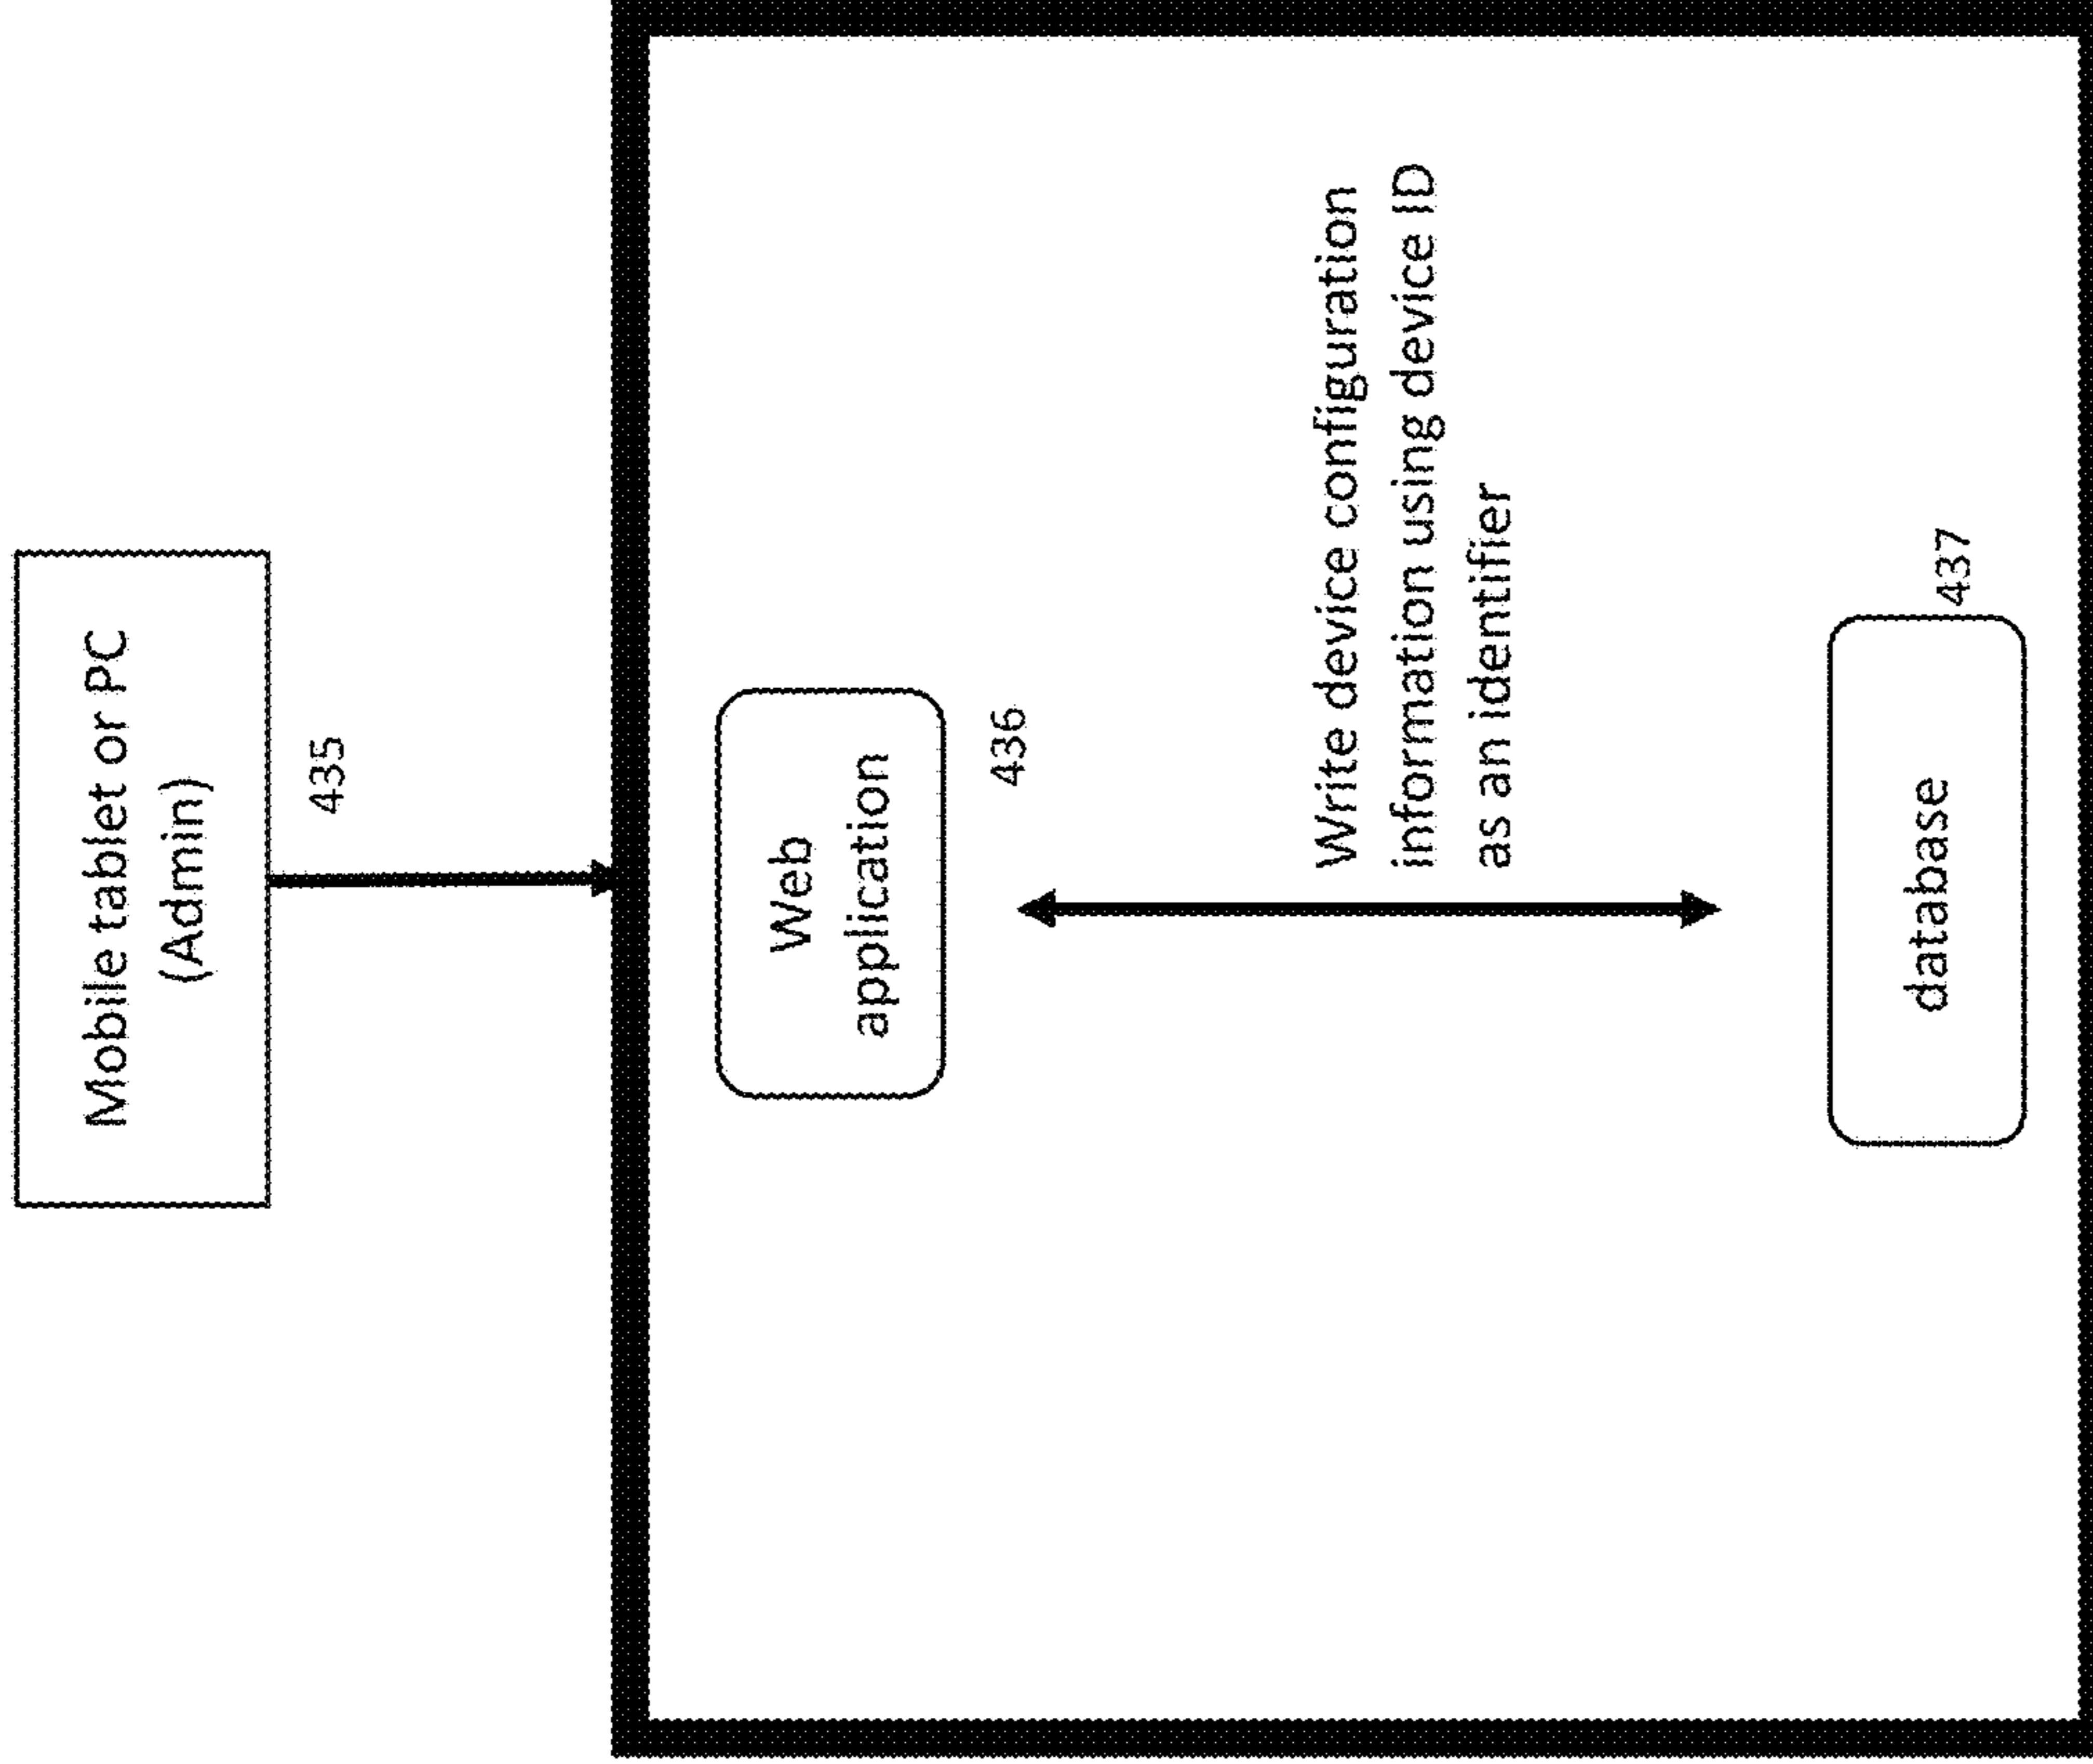 Mobile tablet or PC
(Admin)
435
Web
application
436
Write device configuration
information using device ID
as an identifier
437
database